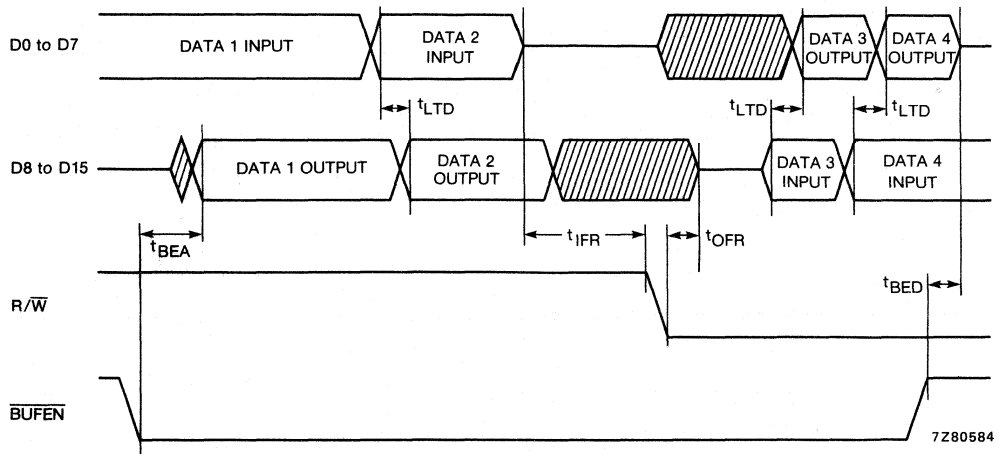 D0 to D7
DATA 1 INPUT
DATA 2
INPUT
DATA 3
OUTPUT
DATA 4
OUTPUT
tLTD
tLTD
tLTD
D8 to D15
DATA 1 OUTPUT
DATA 2
OUTPUT
DATA 3
INPUT
DATA 4
INPUT
tBEA
tIFR
tOFR
tBED
R/W̅
B̅U̅F̅E̅N̅
7Z80584